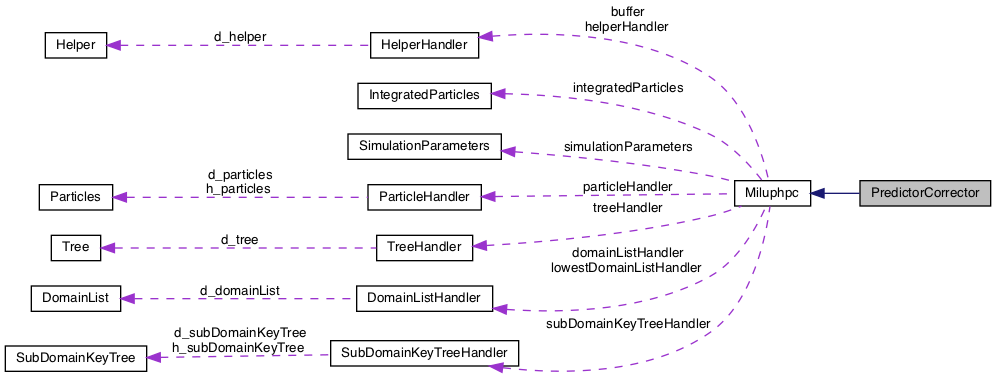 buffer
helperHandler
Helper
d_helper
HelperHandler
integratedParticles
IntegratedParticles
SimulationParameters
simulationParameters
d_particles
h_particles
Particles
ParticleHandler
particleHandler
Miluphpc
PredictorCorrector
treeHandler
Tree
d_tree
TreeHandler
domainListHandler
lowestDomainListHandler
DomainList
d_domainList
DomainListHandler
subDomainKeyTreeHandler
d_subDomainKeyTree
h_subDomainKeyTree
SubDomainKeyTree
SubDomainKeyTreeHandler